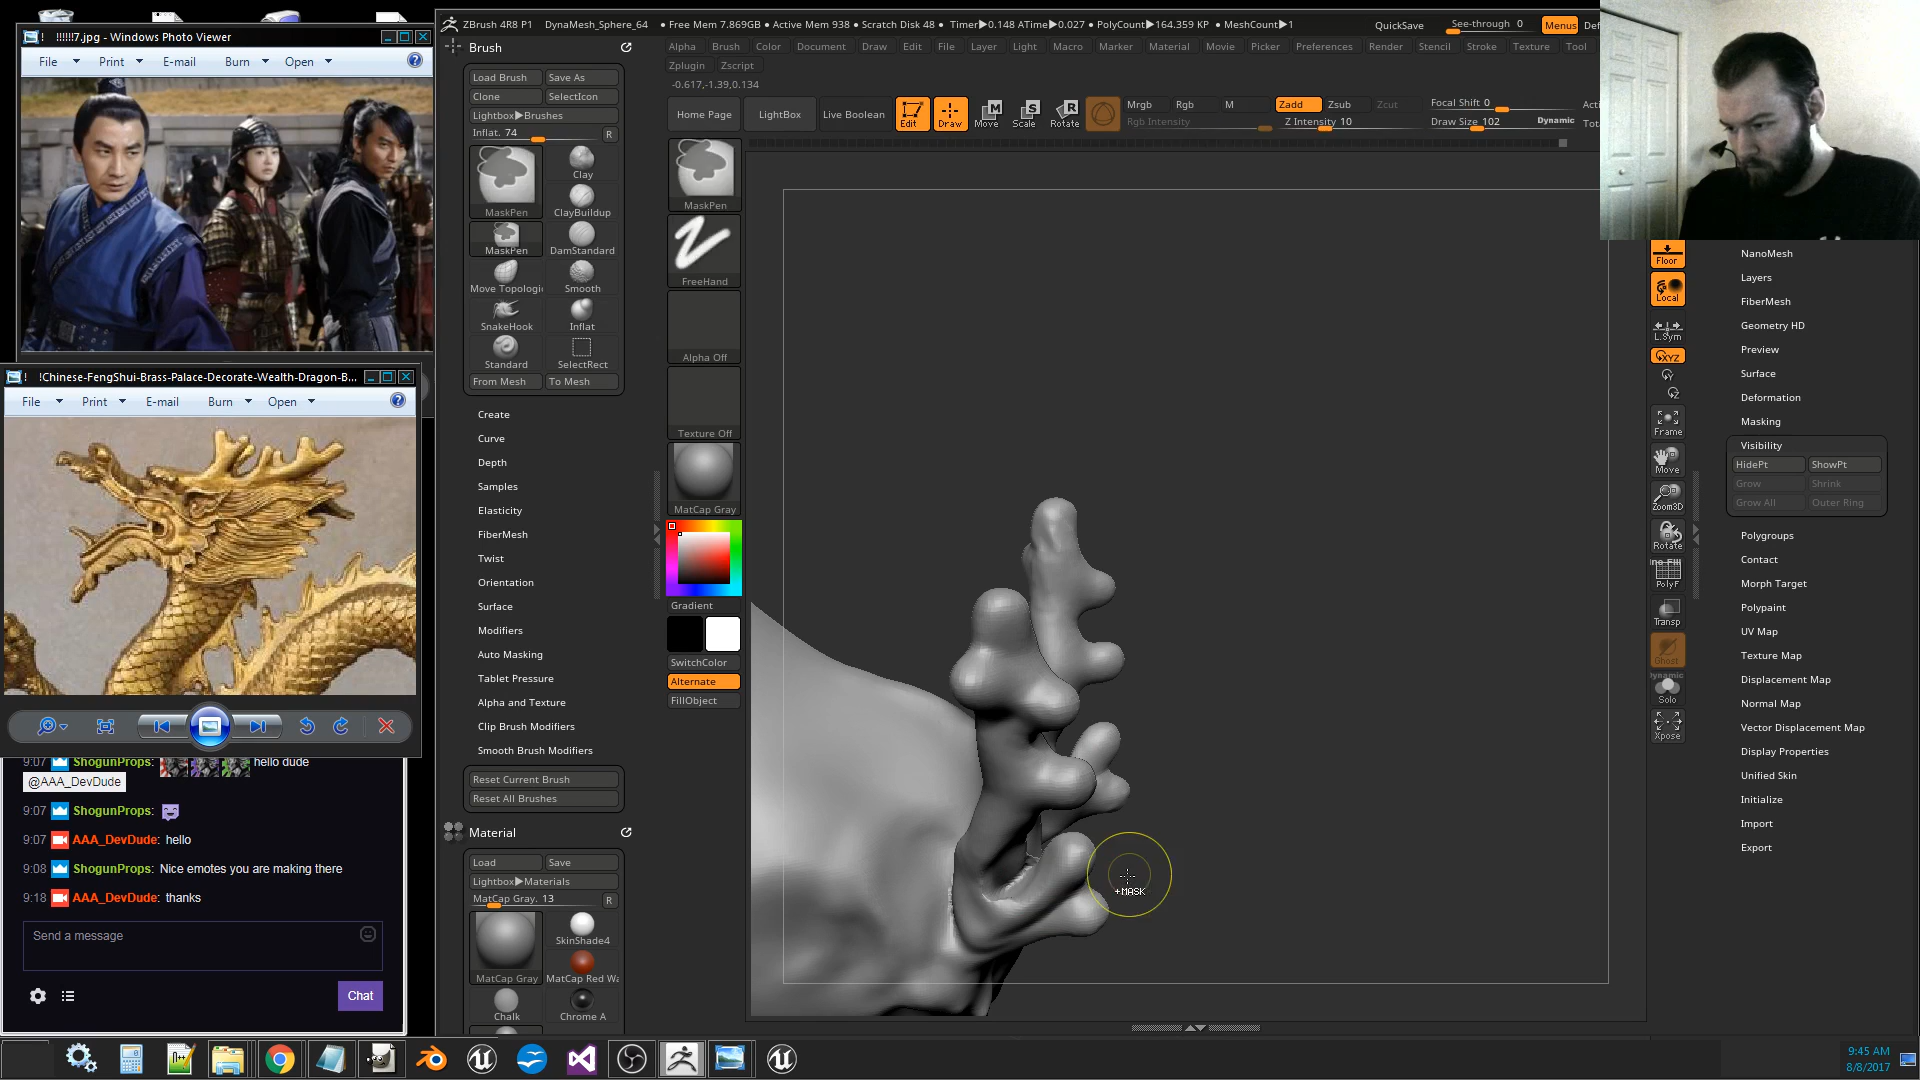 !!!!!!7.jpg - Windows Photo Viewer
File Print E-mail Burn Open
!Chinese-FengShui-Brass-Palace-Decorate-Wealth-Dragon-B...
File Print E-mail Burn Open
9:07 ShogunProps: hello dude
@AAA_DevDude
9:07 ShogunProps:
9:07 AAA_DevDude: hello
9:08 ShogunProps: Nice emotes you are making there
9:18 AAA_DevDude: thanks
Send a message
Chat
ZBrush 4R8 P1 DynaMesh_Sphere_64 • Free Mem 7.869GB • Active Mem 938 • Scratch Disk 48 • Timer▶0.148 ATime▶0.027 • PolyCount▶164.359 KP • MeshCount▶1
QuickSave See-through 0 Menus
Brush
Alpha Brush Color Document Draw Edit File Layer Light Macro Marker Material Movie Picker Preferences Render Stencil Stroke Texture Tool
Zplugin Zscript
-0.617,-1.39,0.134
Home Page LightBox Live Boolean Edit Draw Move Scale Rotate
Mrgb Rgb M Zadd Zsub Zcut Focal Shift 0
Rgb Intensity Z Intensity 10 Draw Size 102 Dynamic
Load Brush Save As
Clone SelectIcon
Lightbox▶Brushes
Inflat. 74 R
MaskPen Clay
ClayBuildup
MaskPen DamStandard
Move Topologi Smooth
SnakeHook Inflat
Standard SelectRect
From Mesh To Mesh
Create
Curve
Depth
Samples
Elasticity
FiberMesh
Twist
Orientation
Surface
Modifiers
Auto Masking
Tablet Pressure
Alpha and Texture
Clip Brush Modifiers
Smooth Brush Modifiers
Reset Current Brush
Reset All Brushes
Material
Load Save
Lightbox▶Materials
MatCap Gray. 13 R
MatCap Gray SkinShade4
MatCap Red Wa
Chalk Chrome A
MaskPen
FreeHand
Alpha Off
Texture Off
MatCap Gray
Gradient
SwitchColor
Alternate
FillObject
+MASK
Floor
Local
L.Sym
XYZ
Y
Z
Frame
Move
Zoom3D
Rotate
PolyF
Transp
Ghost
Dynamic
Solo
Xpose
NanoMesh
Layers
FiberMesh
Geometry HD
Preview
Surface
Deformation
Masking
Visibility
HidePt ShowPt
Grow Shrink
Grow All Outer Ring
Polygroups
Contact
Morph Target
Polypaint
UV Map
Texture Map
Displacement Map
Normal Map
Vector Displacement Map
Display Properties
Unified Skin
Initialize
Import
Export
9:45 AM
8/8/2017